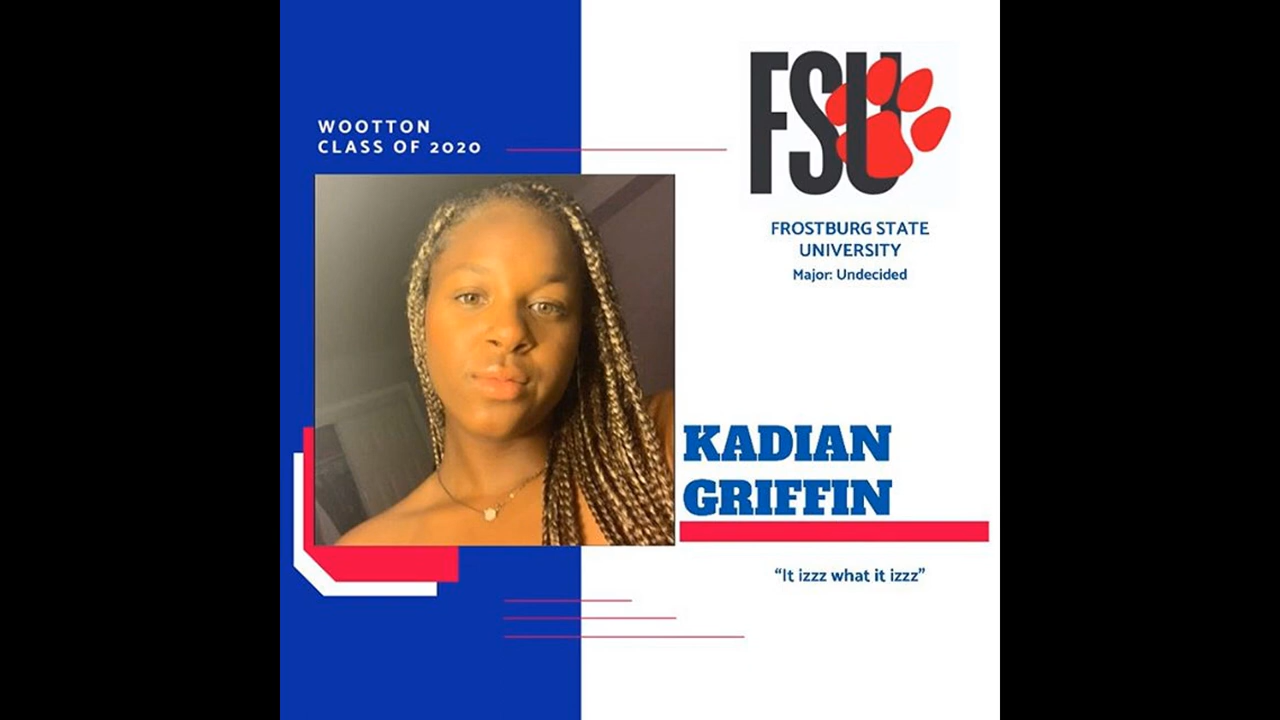 WOOTTON
CLASS OF 2020
FSU
FROSTBURG STATE
UNIVERSITY
Major: Undecided
KADIAN
GRIFFIN
“It izzz what it izzz”